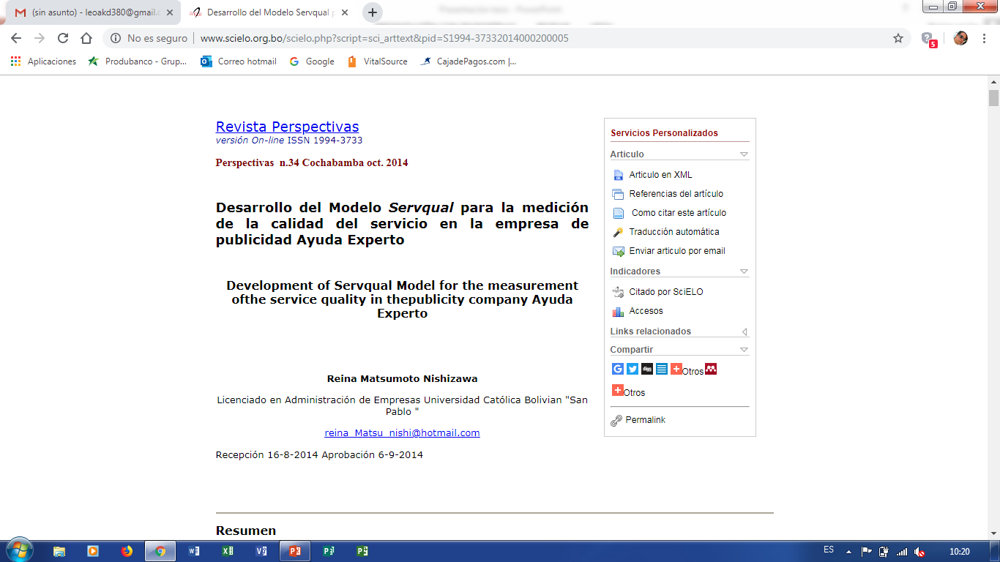 (sin asunto) - leoakd380@gmail.c
Desarrollo del Modelo Servqual p
No es seguro | www.scielo.org.bo/scielo.php?script=sci_arttext&pid=S1994-37332014000200005
5
Aplicaciones Produbanco - Grup... Correo hotmail Google VitalSource CajadePagos.com |...
Revista Perspectivas
versión On-line ISSN 1994-3733
Perspectivas n.34 Cochabamba oct. 2014
Desarrollo del Modelo Servqual para la medición
de la calidad del servicio en la empresa de
publicidad Ayuda Experto
Development of Servqual Model for the measurement
ofthe service quality in thepublicity company Ayuda
Experto
Reina Matsumoto Nishizawa
Licenciado en Administración de Empresas Universidad Católica Bolivian "San
Pablo "
reina_Matsu_nishi@hotmail.com
Recepción 16-8-2014 Aprobación 6-9-2014
Resumen
Servicios Personalizados
Articulo
Articulo en XML
Referencias del artículo
Como citar este artículo
Traducción automática
Enviar articulo por email
Indicadores
Citado por SciELO
Accesos
Links relacionados
Compartir
digg
Otros
Otros
Permalink
ES
10:20